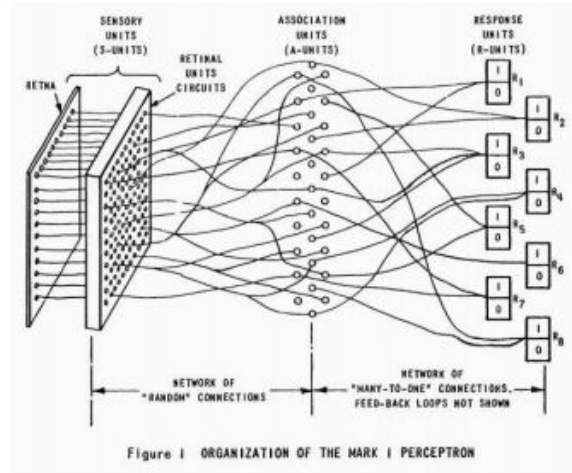 SENSORY
UNITS
(S-UNITS)
ASSOCIATION
UNITS
(A-UNITS)
RESPONSE
UNITS
(R-UNITS)
RETNA
RETINAL
UNITS
CIRCUITS
1
0
R1
1
0
R2
1
0
R3
1
0
R4
1
0
R5
1
0
R6
1
0
R7
1
0
R8
NETWORK OF
"RANDOM" CONNECTIONS
NETWORK OF
"MANY-TO-ONE" CONNECTIONS.
FEED-BACK LOOPS NOT SHOWN
Figure 1 ORGANIZATION OF THE MARK I PERCEPTRON